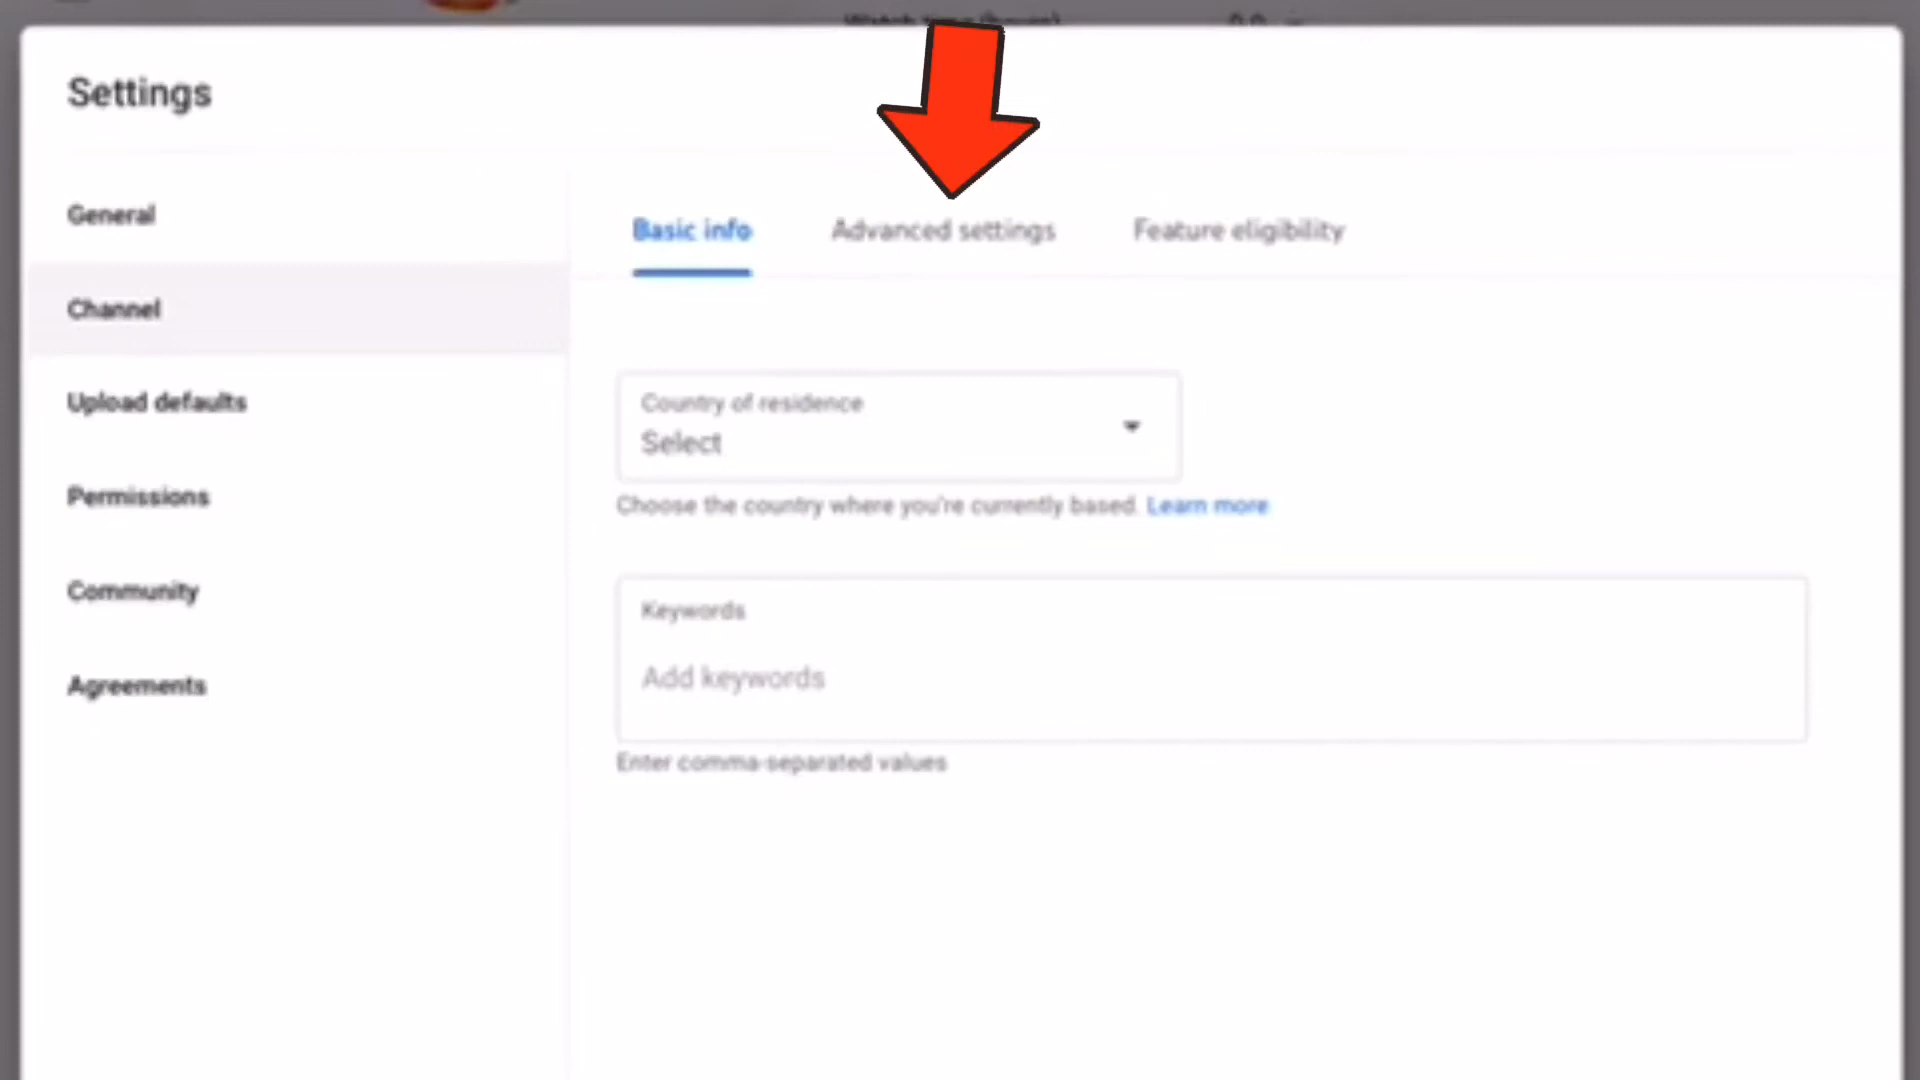 Settings
General
Channel
Upload defaults
Permissions
Community
Agreements
Basic info
Advanced settings
Feature eligibility
Country of residence
Select
Choose the country where you're currently based. Learn more
Keywords
Add keywords
Enter comma-separated values